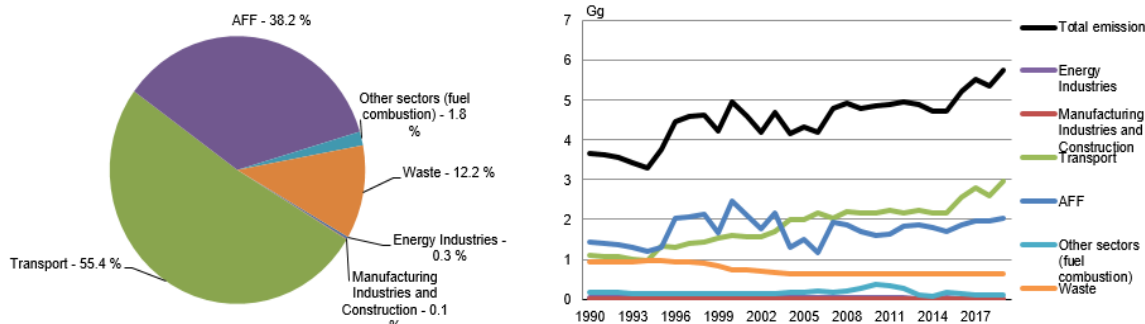 AFF - 38.2 %
Other sectors (fuel
combustion) - 1.8
%
Waste - 12.2 %
Energy Industries -
0.3 %
Manufacturing
Industries and
Construction - 0.1
Transport - 55.4 %
Gg
7
6
5
4
3
2
1
0
1990
1993
1996
1999
2002
2005
2008
2011
2014
2017
Total emission
Energy
Industries
Manufacturing
Industries and
Construction
Transport
AFF
Other sectors
(fuel
combustion)
Waste